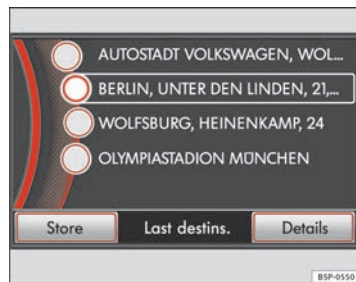 AUTOSTADT VOLKSWAGEN, WOL...
BERLIN, UNTER DEN LINDEN, 21,...
WOLFSBURG, HEINENKAMP, 24
OLYMPIASTADION MÜNCHEN
Store Last destins. Details
B5P-0550